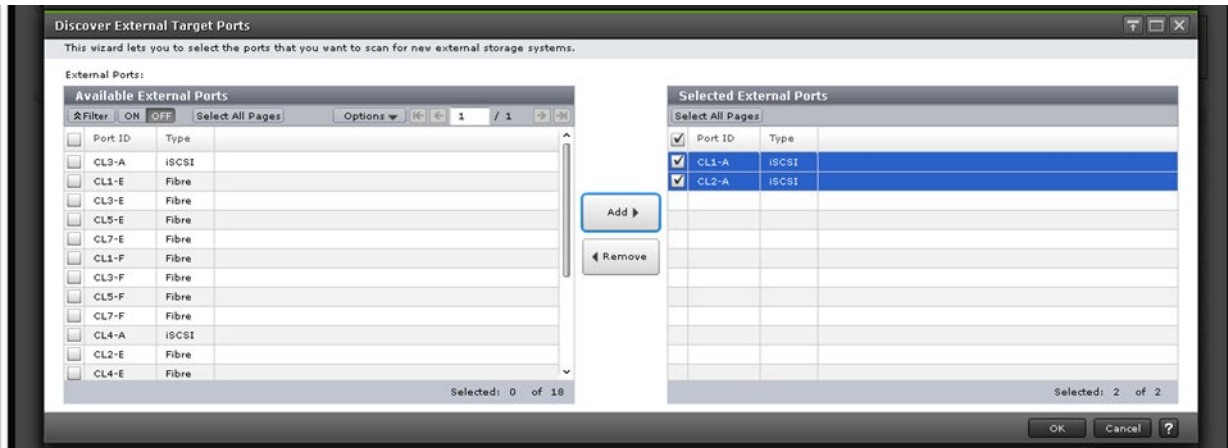 Discover External Target Ports
This wizard lets you to select the ports that you want to scan for new external storage systems.
External Ports:
Available External Ports
Filter ON OFF Select All Pages Options 1 / 1
Port ID Type
CL3-A iSCSI
CL1-E Fibre
CL3-E Fibre
CL5-E Fibre
CL7-E Fibre
CL1-F Fibre
CL3-F Fibre
CL5-F Fibre
CL7-F Fibre
CL4-A iSCSI
CL2-E Fibre
CL4-E Fibre
Selected: 0 of 18
Add
Remove
Selected External Ports
Select All Pages
Port ID Type
CL1-A iSCSI
CL2-A iSCSI
Selected: 2 of 2
OK Cancel ?